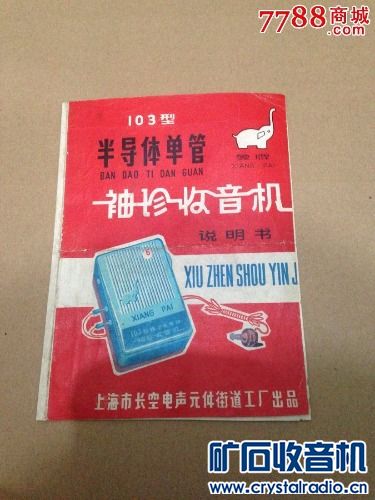 7788商城
.com
103型
象牌
XIANG PAI
半导体单管
BAN DAO TI DAN GUAN
袖珍收音机
说明书
XIU ZHEN SHOU YIN J
XIANG PAI
上海市长空电声元件街道工厂出品
矿石收音机
www.crystalradio.cn